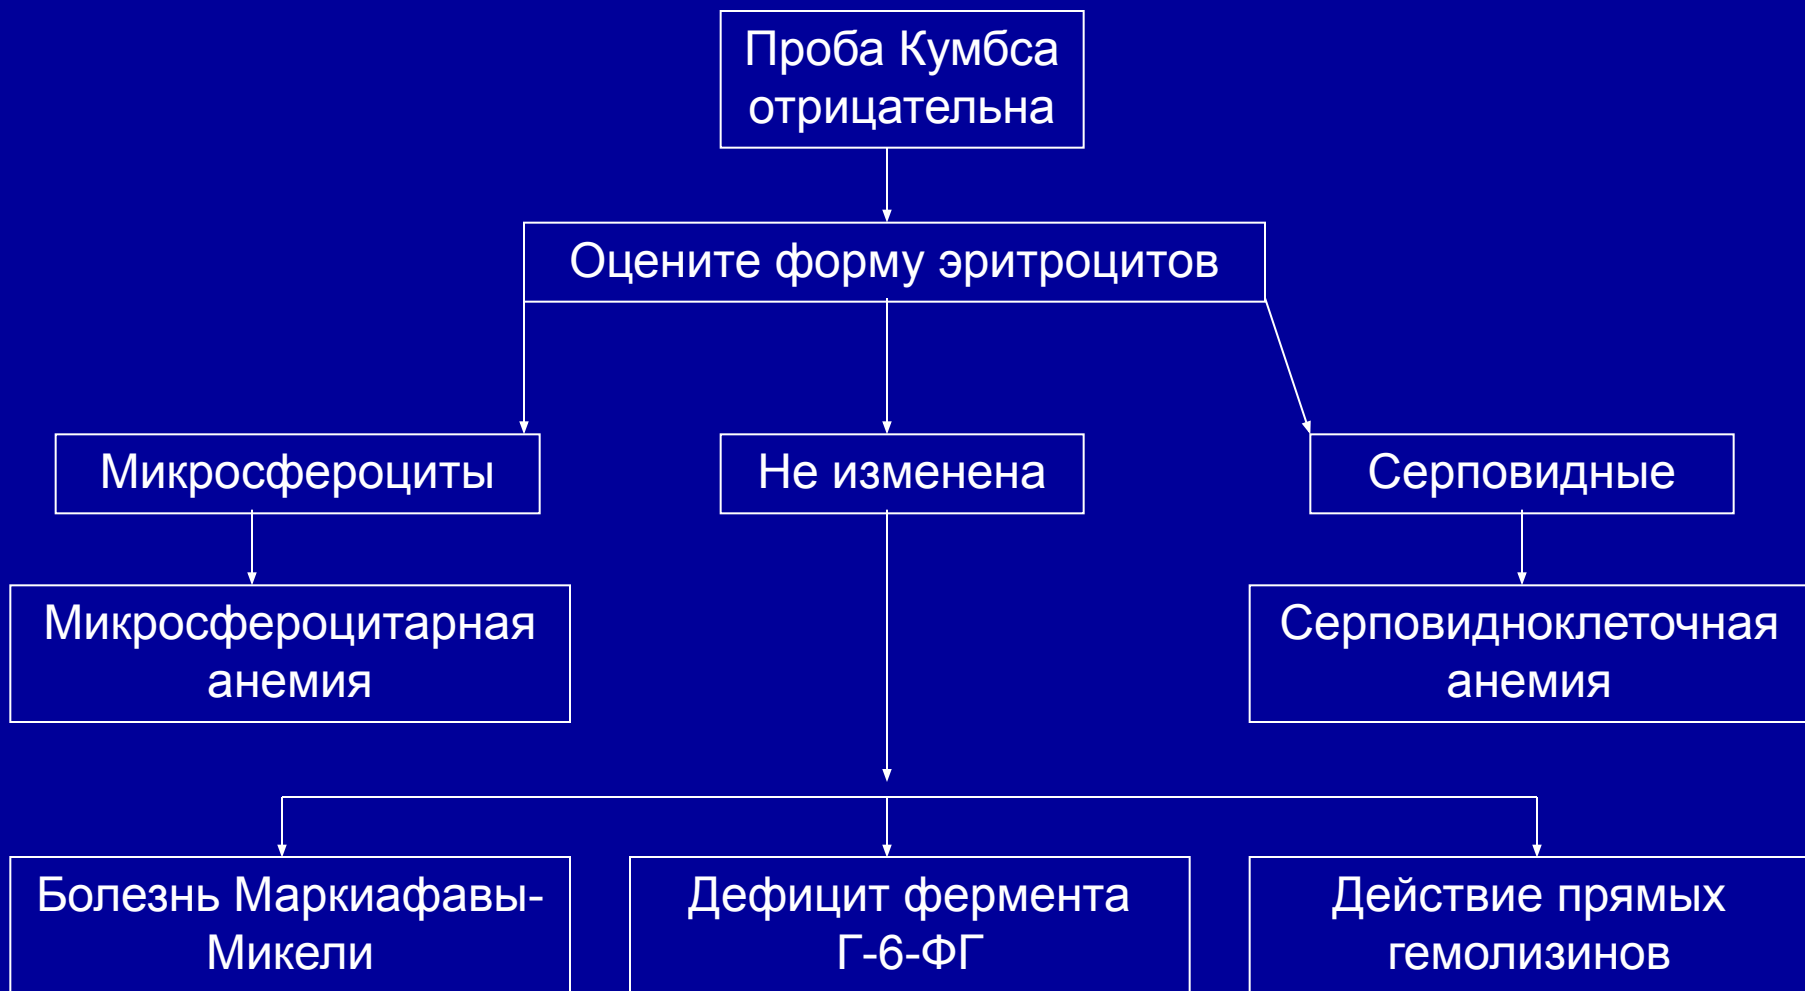 Проба Кумбса
отрицательна
Оцените форму эритроцитов
Микросфероциты
Не изменена
Серповидные
Микросфероцитарная
анемия
Серповидноклеточная
анемия
Болезнь Маркиафавы-
Микели
Дефицит фермента
Г-6-ФГ
Действие прямых
гемолизинов